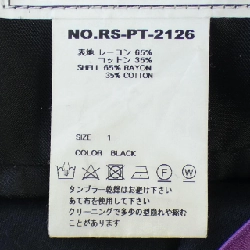 NO.RS-PT-2126
表地 レーヨン 65%
コットン 35%
SHELL 65% RAYON
35% COTTON
SIZE 1
COLOR BLACK
タンブラー乾燥はお避け下さい
あて布を使用して下さい
クリーニングで多少の型崩れや縮む
ことがあります